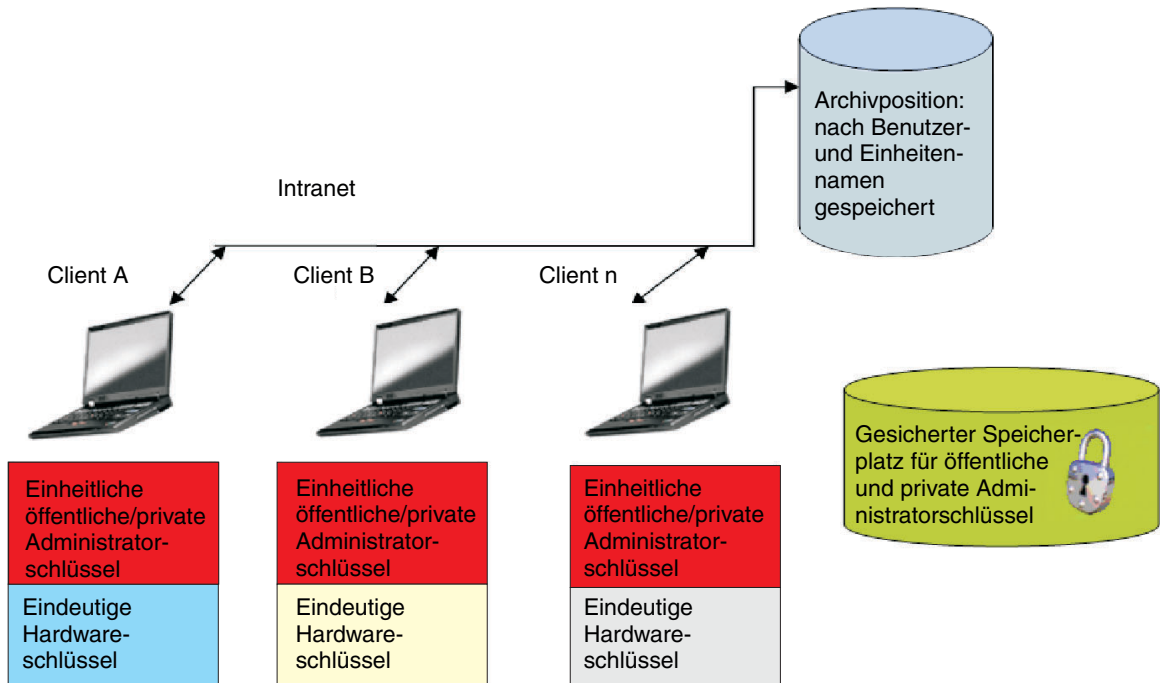 Archivposition:
nach Benutzer-
und Einheiten-
namen
gespeichert
Intranet
Client A
Client B
Client n
Gesicherter Speicher-
platz für öffentliche
und private Admi-
nistratorschlüssel
Einheitliche
öffentliche/private
Administrator-
schlüssel
Eindeutige
Hardware-
schlüssel
Einheitliche
öffentliche/private
Administrator-
schlüssel
Eindeutige
Hardware-
schlüssel
Einheitliche
öffentliche/private
Administrator-
schlüssel
Eindeutige
Hardware-
schlüssel